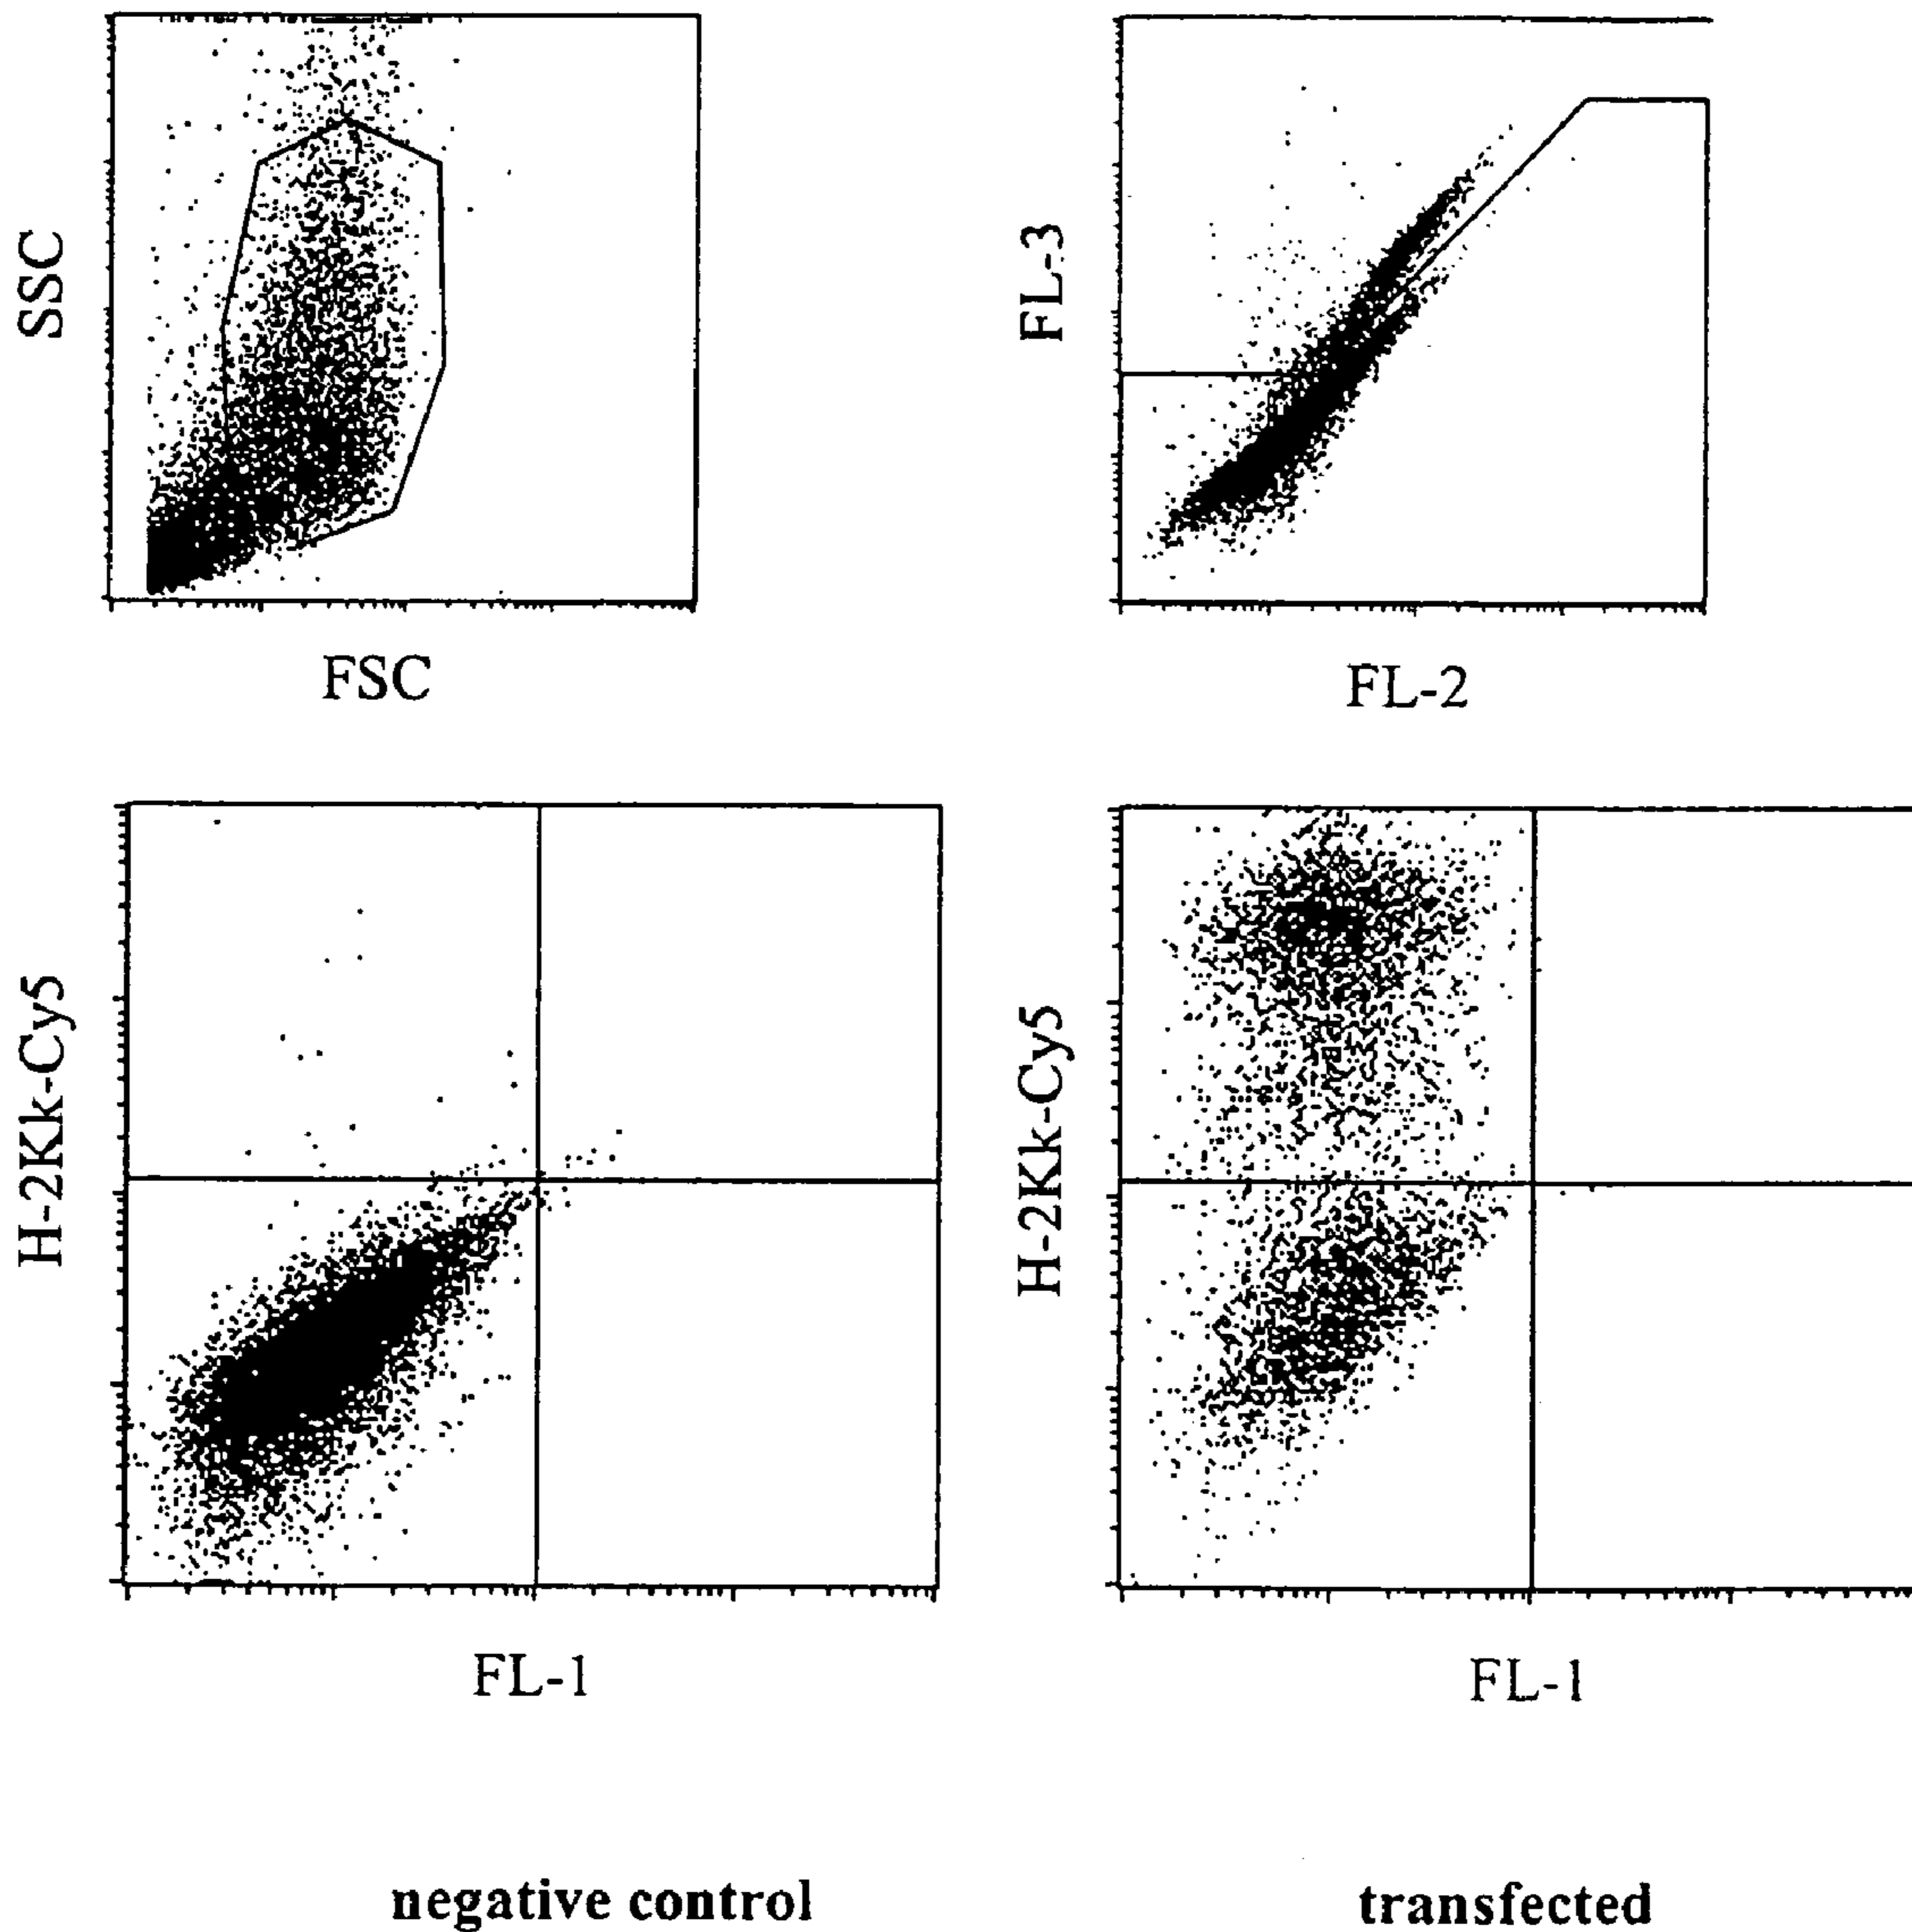 SSC
FSC
FL-3
FL-2
H-2Kk-Cy5
FL-1
H-2Kk-Cy5
FL-1
negative control
transfected